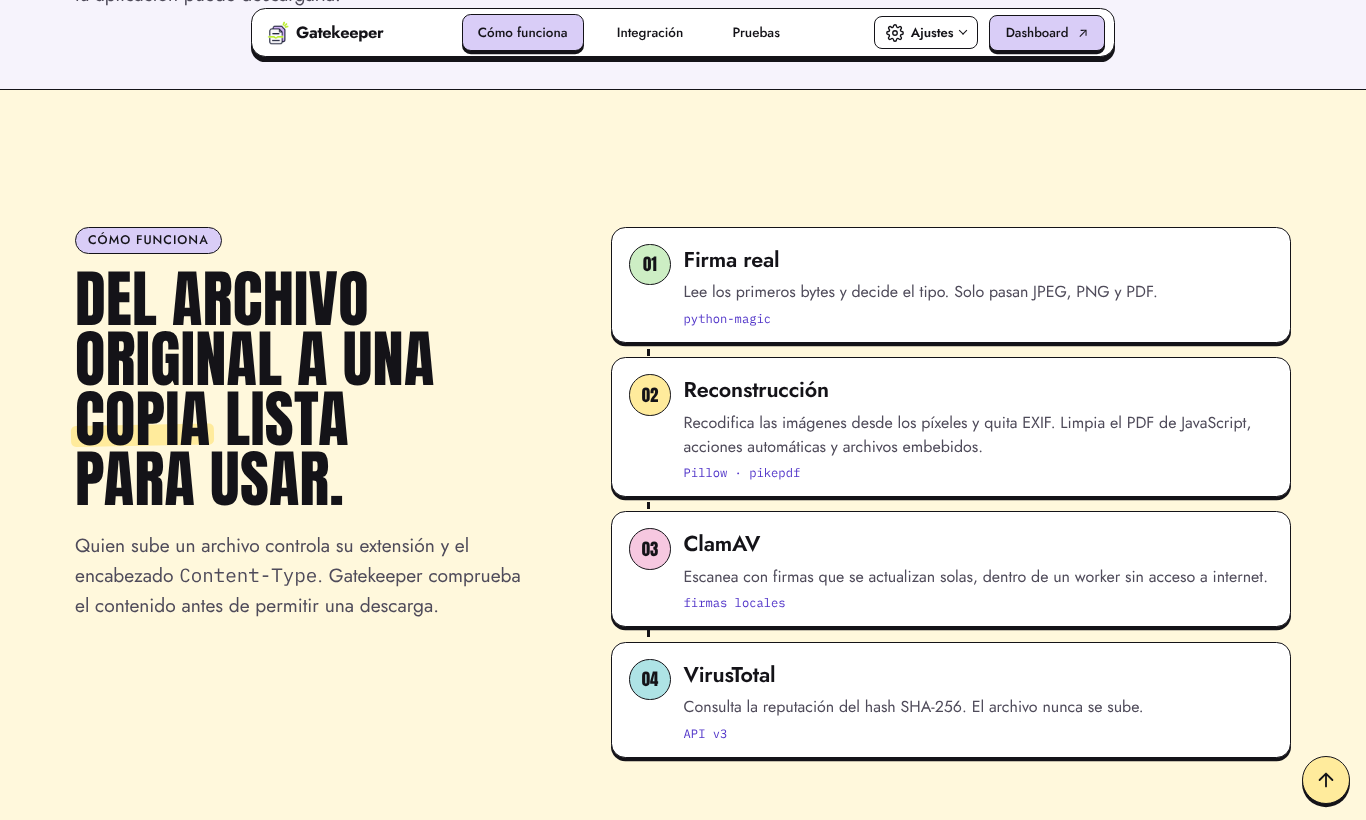 la aplicación puede descargarla.
Gatekeeper
Cómo funciona
Integración
Pruebas
Ajustes
Dashboard
CÓMO FUNCIONA
DEL ARCHIVO
ORIGINAL A UNA
COPIA LISTA
PARA USAR.
Quien sube un archivo controla su extensión y el
encabezado Content-Type. Gatekeeper comprueba
el contenido antes de permitir una descarga.
01
Firma real
Lee los primeros bytes y decide el tipo. Solo pasan JPEG, PNG y PDF.
python-magic
02
Reconstrucción
Recodifica las imágenes desde los píxeles y quita EXIF. Limpia el PDF de JavaScript,
acciones automáticas y archivos embebidos.
Pillow · pikepdf
03
ClamAV
Escanea con firmas que se actualizan solas, dentro de un worker sin acceso a internet.
firmas locales
04
VirusTotal
Consulta la reputación del hash SHA-256. El archivo nunca se sube.
API v3